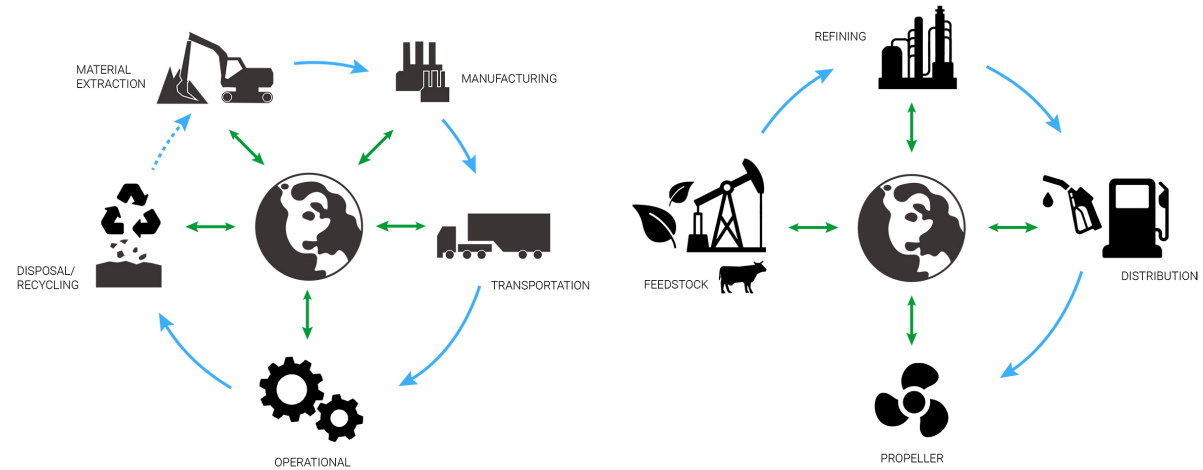 MATERIAL
EXTRACTION
MANUFACTURING
TRANSPORTATION
OPERATIONAL
DISPOSAL/
RECYCLING
REFINING
DISTRIBUTION
PROPELLER
FEEDSTOCK